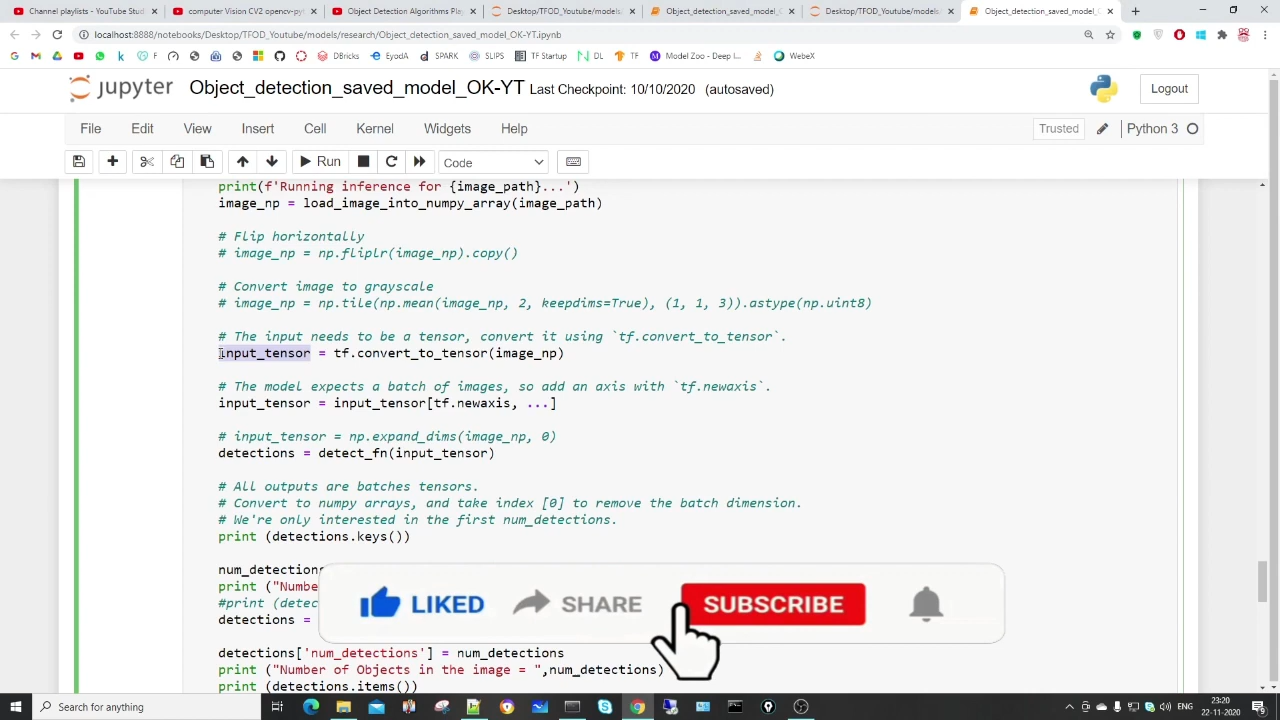 Channel playlists - YouTube Stud
computer Vision CV2 openvo-pyth
Object Detection Algorithms Play
Desktop/TFOD_Youtube/models/re
Object_detection_saved_model_O
Desktop/TFOD_Youtube/models/re
Object_detection_saved_model_O
localhost:8888/notebooks/Desktop/TFOD_Youtube/models/research/Object_detection_saved_model_OK-YT.ipynb
F DBricks EyodA SPARK SLIPS TF Startup DL TF Model Zoo - Deep l... WebeX
jupyter Object_detection_saved_model_OK-YT Last Checkpoint: 10/10/2020 (autosaved) Logout
File Edit View Insert Cell Kernel Widgets Help Trusted Python 3
Run Code
print(f'Running inference for {image_path}...')
image_np = load_image_into_numpy_array(image_path)
# Flip horizontally
# image_np = np.fliplr(image_np).copy()
# Convert image to grayscale
# image_np = np.tile(np.mean(image_np, 2, keepdims=True), (1, 1, 3)).astype(np.uint8)
# The input needs to be a tensor, convert it using `tf.convert_to_tensor`.
input_tensor = tf.convert_to_tensor(image_np)
# The model expects a batch of images, so add an axis with `tf.newaxis`.
input_tensor = input_tensor[tf.newaxis, ...]
# input_tensor = np.expand_dims(image_np, 0)
detections = detect_fn(input_tensor)
# All outputs are batches tensors.
# Convert to numpy arrays, and take index [0] to remove the batch dimension.
# We're only interested in the first num_detections.
print (detections.keys())
num_detections
print ("Numbe
#print (detec
detections =
LIKED SHARE SUBSCRIBE
detections['num_detections'] = num_detections
print ("Number of Objects in the image = ",num_detections)
print (detections.items())
Search for anything
ENG
23:20
22-11-2020